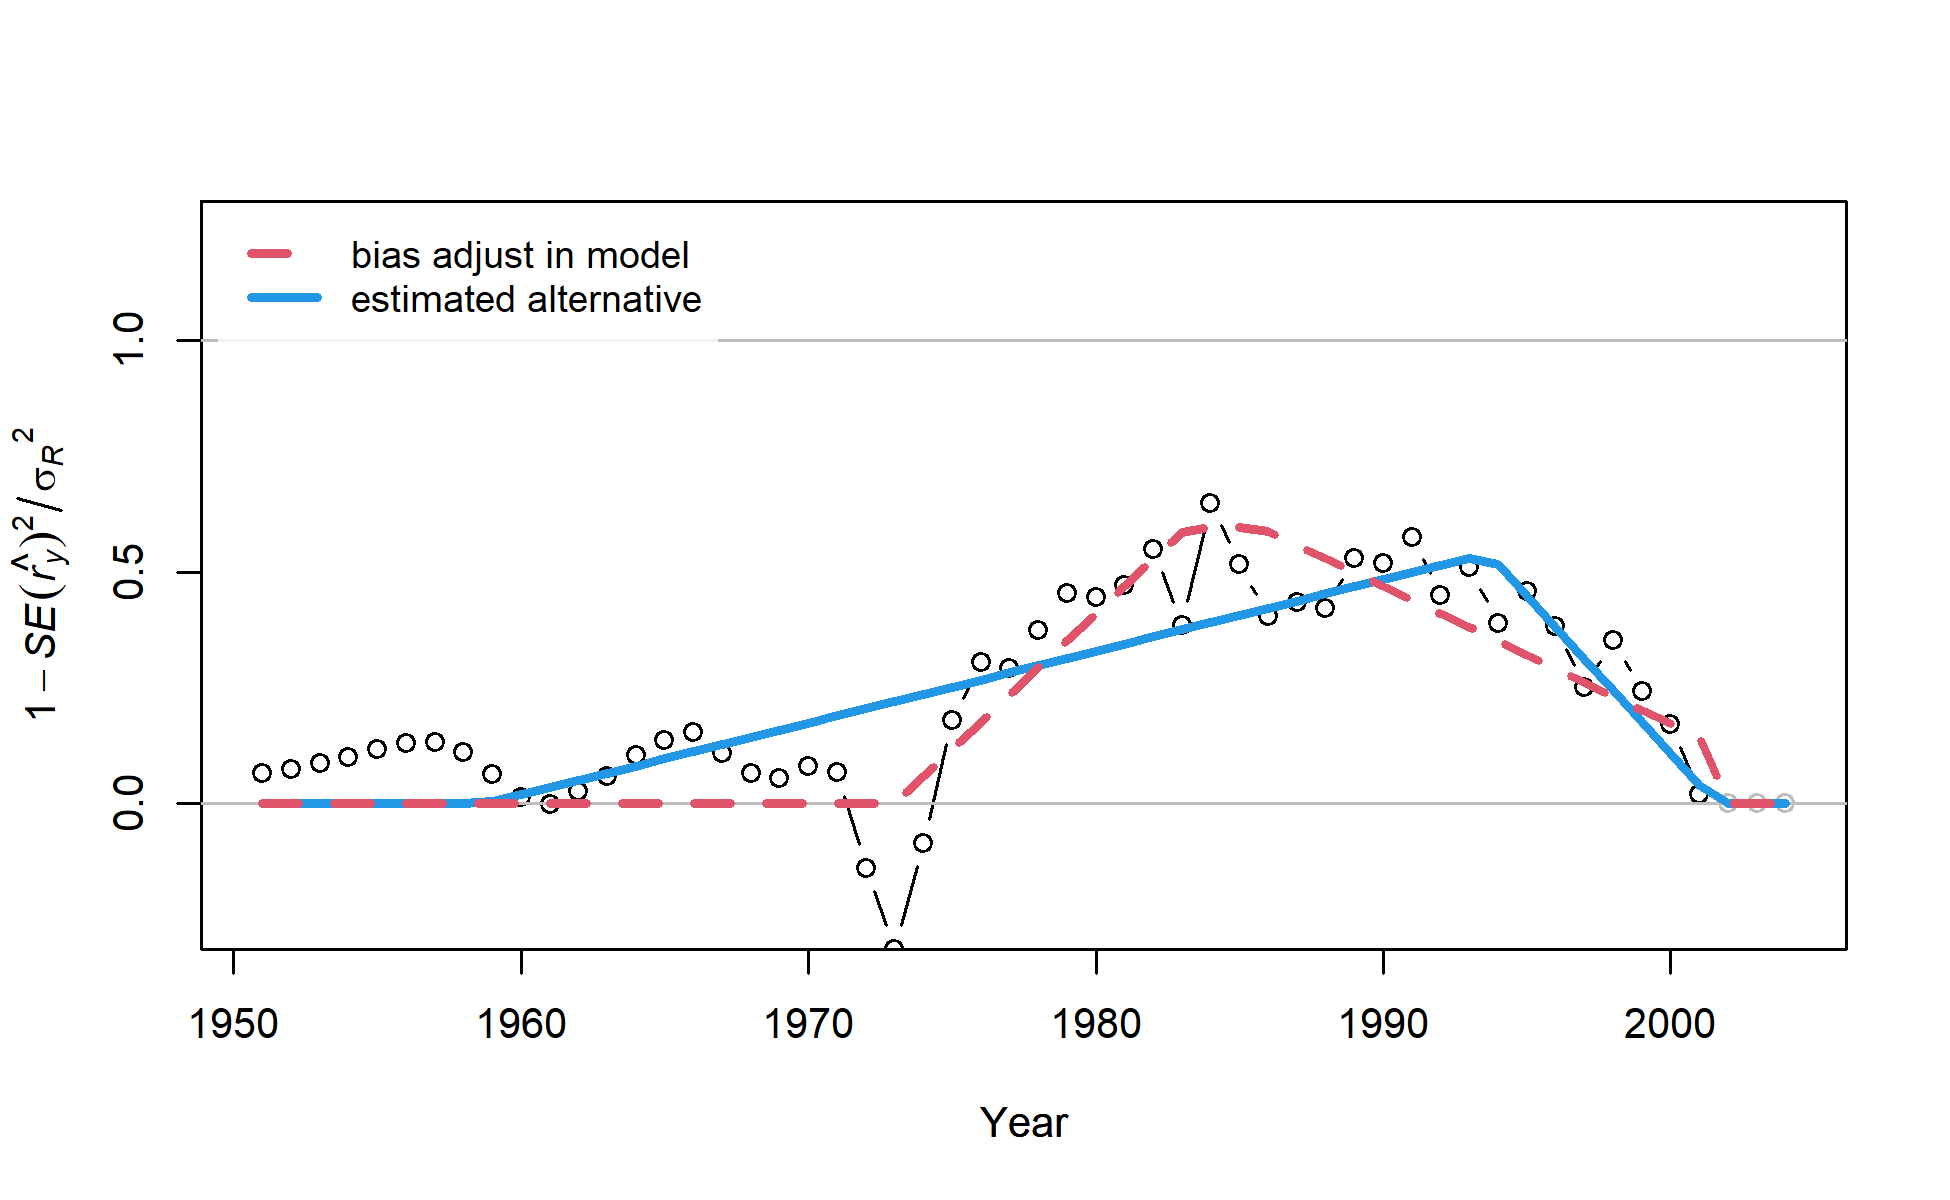 bias adjust in model
estimated alternative
1.0
0.5
0.0
1 − SE(r̂y)² / σR²
1950 1960 1970 1980 1990 2000
Year